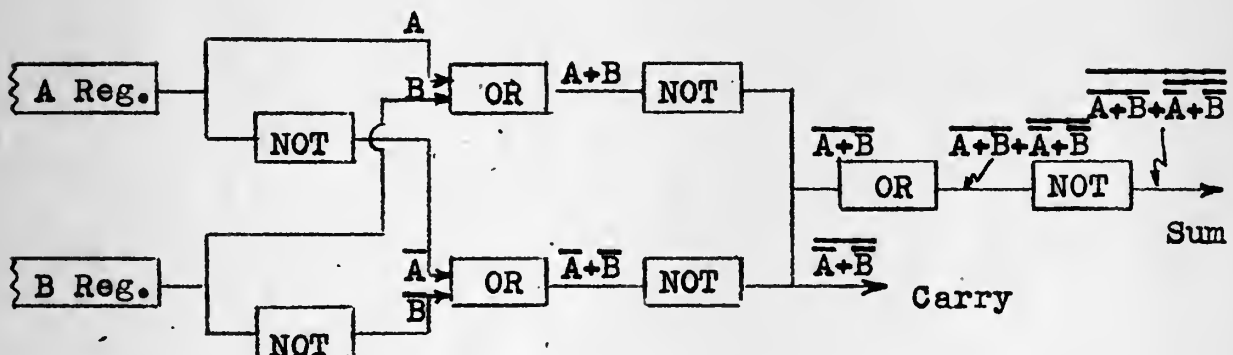 A
A Reg.
B
OR
A+B
NOT
NOT
A̅+̅B̅
A̅+̅B̅+A̿+̅B̿
A̿+̿B̿+̅A̿̅+̿B̿̅
OR
NOT
Sum
B Reg.
A̅
B̅
OR
A̅+B̅
NOT
A̿+̅B̿
Carry
NOT